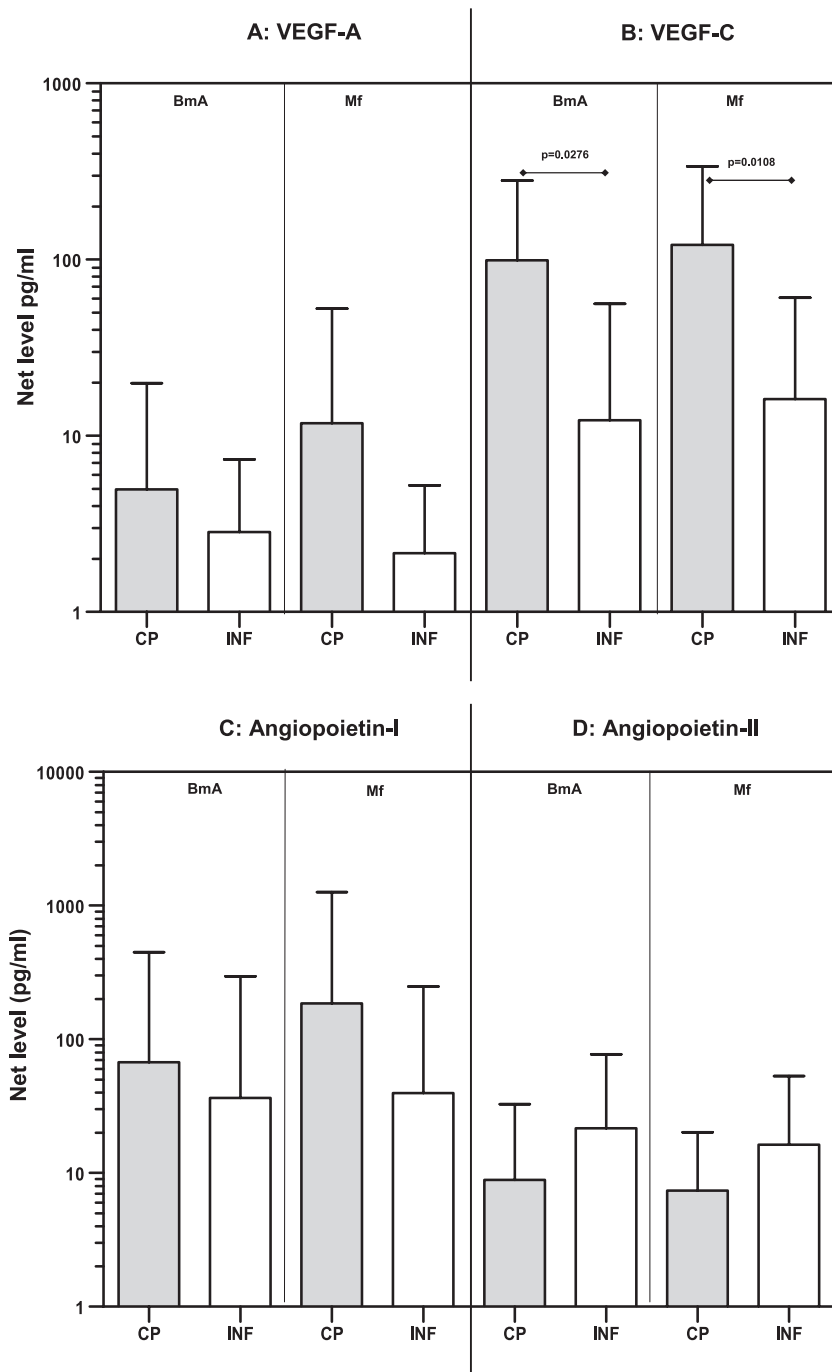 A: VEGF-A
B: VEGF-C
1000
BmA
Mf
BmA
Mf
p=0.0276
p=0.0108
100
Net level pg/ml
10
1
CP
INF
CP
INF
CP
INF
CP
INF
C: Angiopoietin-I
D: Angiopoietin-II
10000
BmA
Mf
BmA
Mf
1000
Net level (pg/ml)
100
10
1
CP
INF
CP
INF
CP
INF
CP
INF